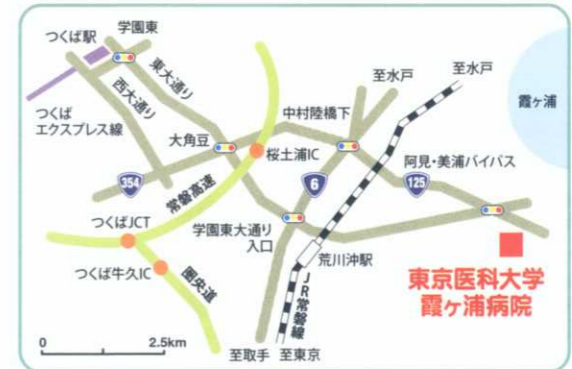 学園東
つくば駅
東大通り
西大通り
つくば
エクスプレス線
至水戸
至水戸
霞ヶ浦
中村陸橋下
大角豆
桜土浦IC
阿見・美浦バイパス
354
常磐高速
6
125
つくばJCT
学園東大通り
入口
つくば牛久IC
圏央道
荒川沖駅
JR常磐線
東京医科大学
霞ヶ浦病院
0
2.5km
至取手
至東京